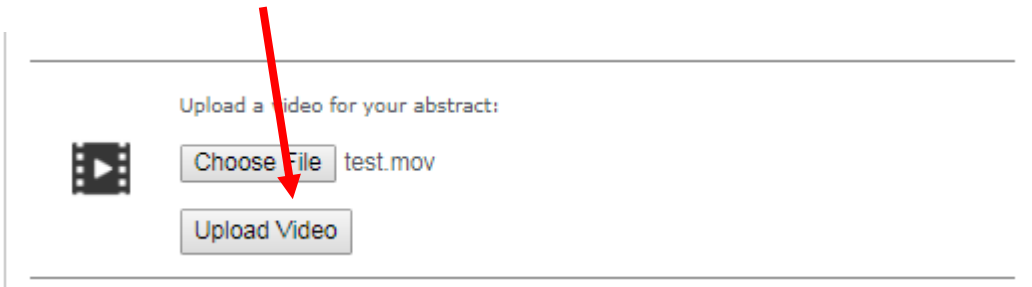 Upload a video for your abstract:
Choose File test.mov
Upload Video